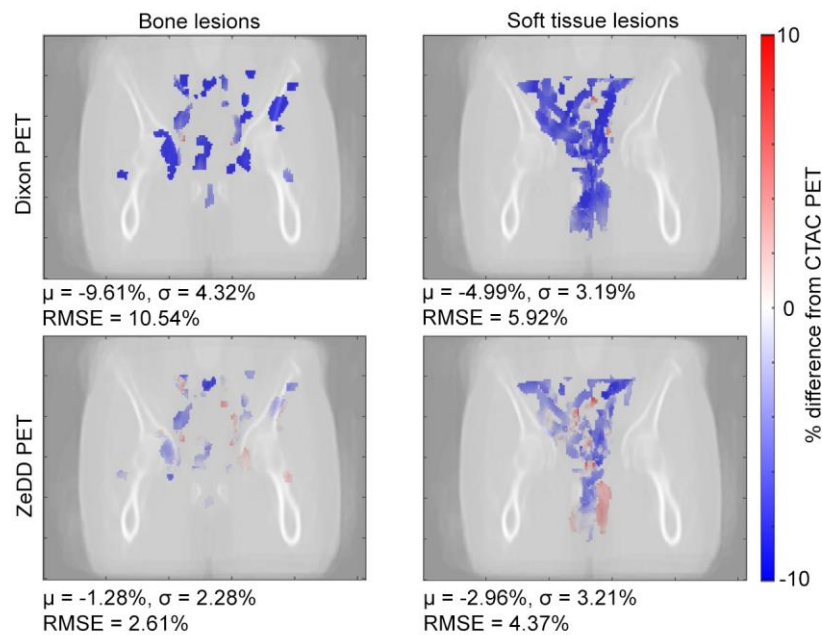 Bone lesions
Soft tissue lesions
Dixon PET
μ = -9.61%, σ = 4.32%
RMSE = 10.54%
μ = -4.99%, σ = 3.19%
RMSE = 5.92%
ZeDD PET
μ = -1.28%, σ = 2.28%
RMSE = 2.61%
μ = -2.96%, σ = 3.21%
RMSE = 4.37%
10
0
-10
% difference from CTAC PET